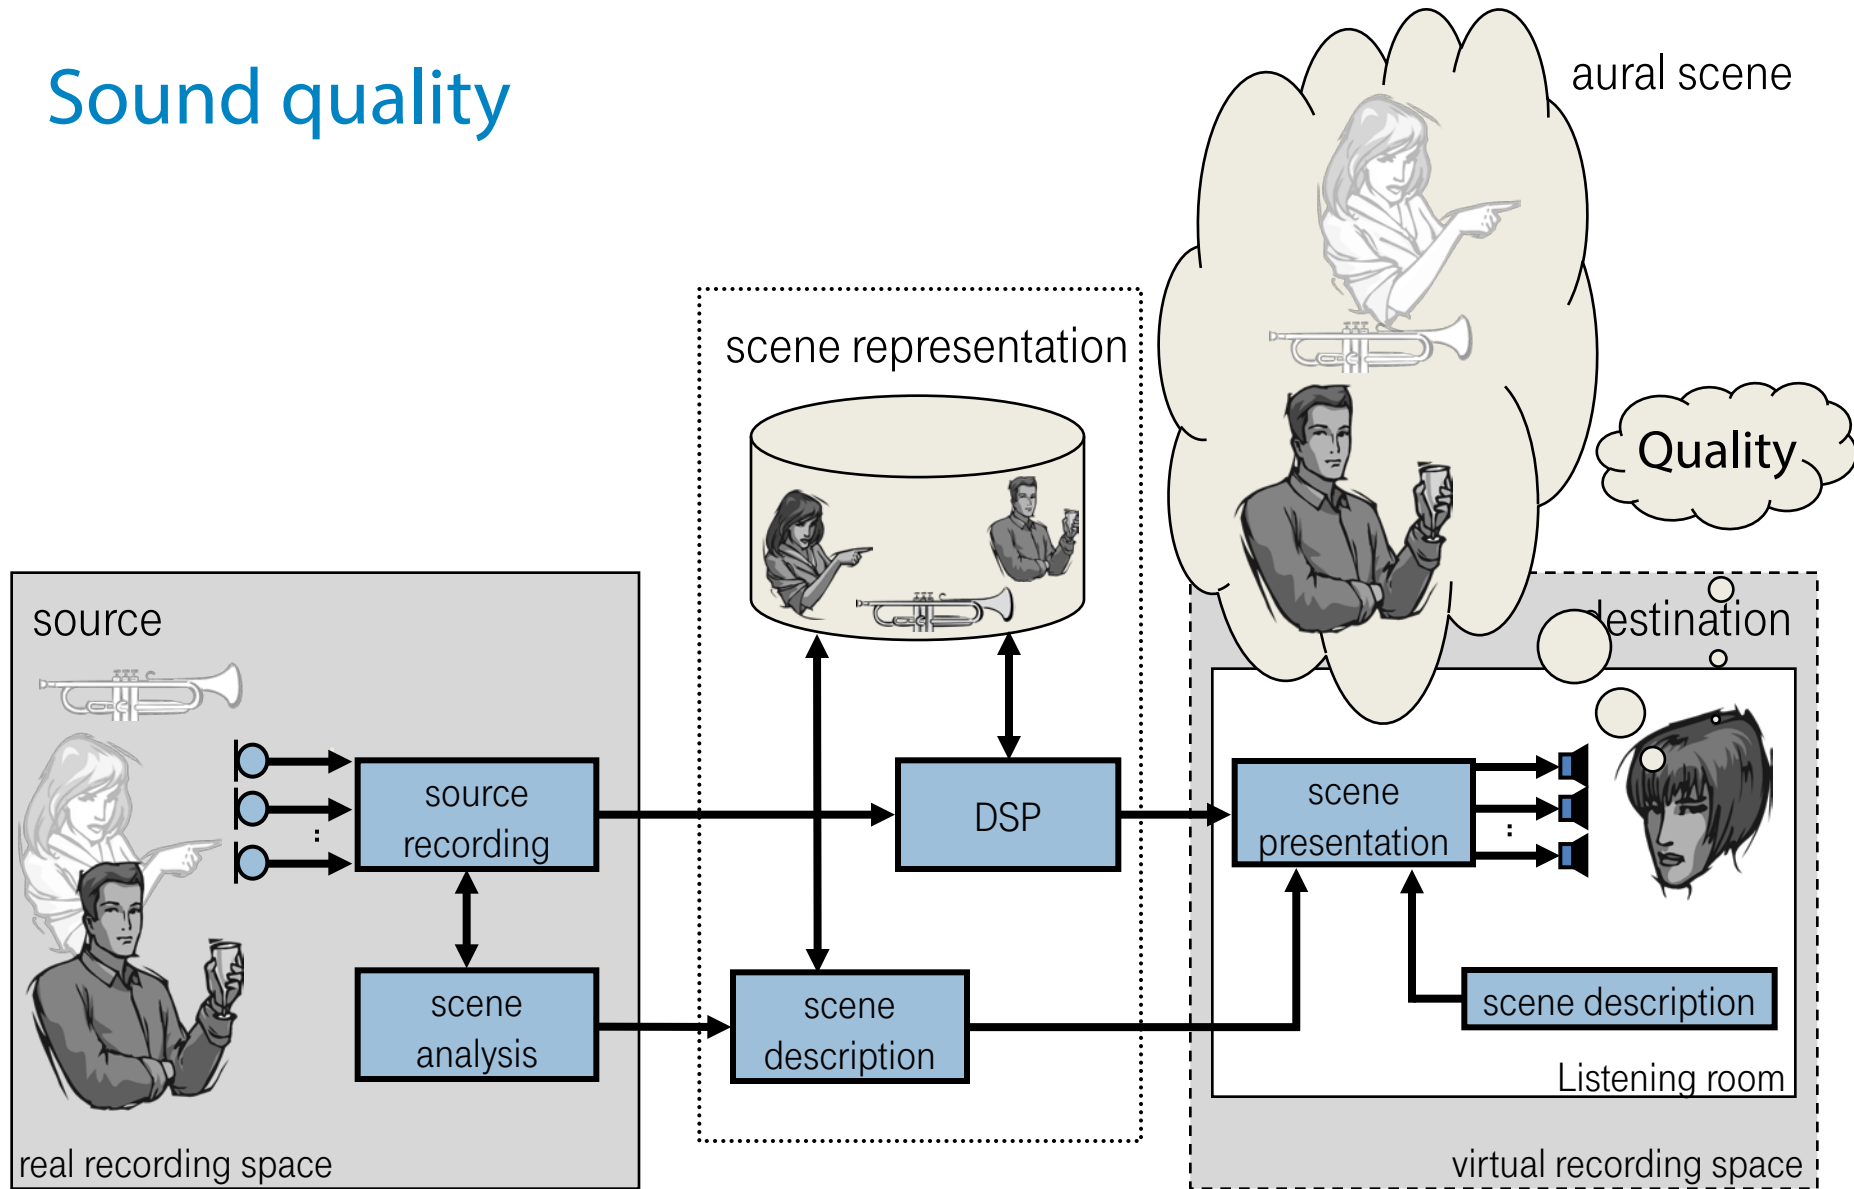 Sound quality
aural scene
scene representation
Quality
source
destination
source
recording
DSP
scene
presentation
:
:
scene
analysis
scene
description
scene description
Listening room
real recording space
virtual recording space